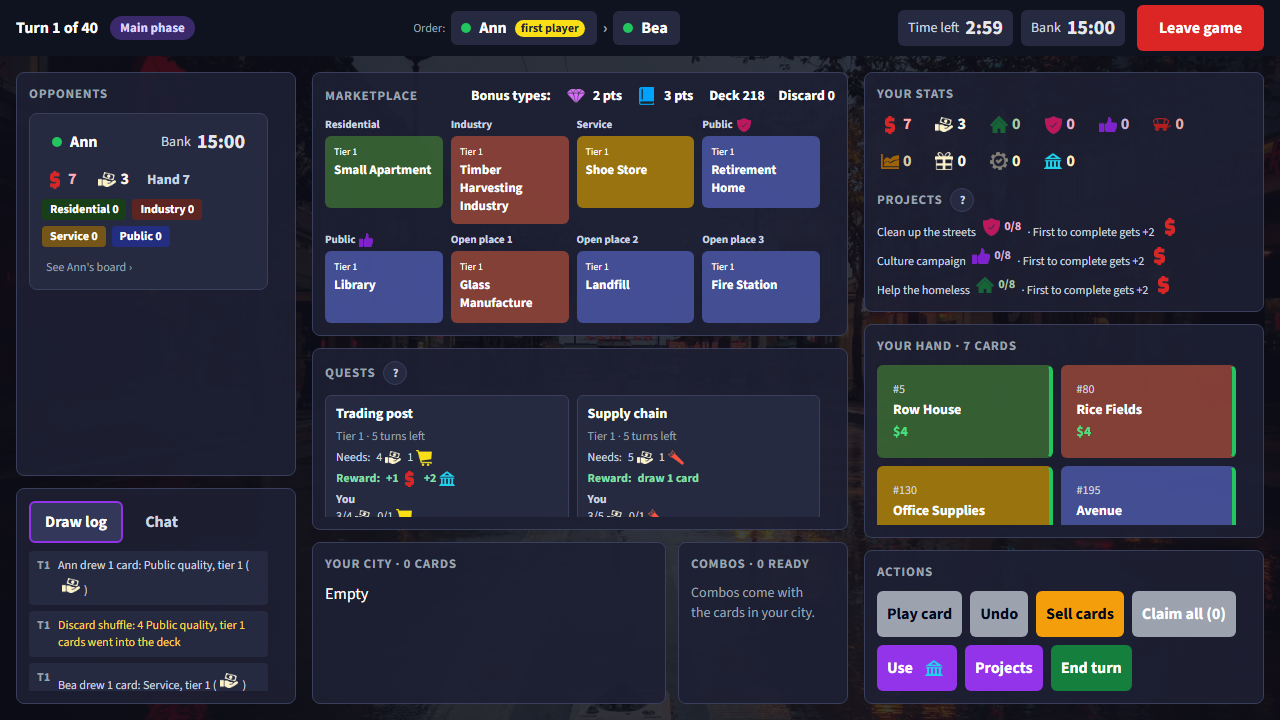 Turn 1 of 40 Main phase Order: Ann first player › Bea Time left 2:59 Bank 15:00 Leave game
OPPONENTS
Ann Bank 15:00
7 3 Hand 7
Residential 0 Industry 0
Service 0 Public 0
See Ann's board ›
Draw log Chat
T1 Ann drew 1 card: Public quality, tier 1 (
)
T1 Discard shuffle: 4 Public quality, tier 1
cards went into the deck
T1 Bea drew 1 card: Service, tier 1 ( )
MARKETPLACE Bonus types: 2 pts 3 pts Deck 218 Discard 0
Residential Industry Service Public
Tier 1
Small Apartment
Tier 1
Timber
Harvesting
Industry
Tier 1
Shoe Store
Tier 1
Retirement
Home
Public Open place 1 Open place 2 Open place 3
Tier 1
Library
Tier 1
Glass
Manufacture
Tier 1
Landfill
Tier 1
Fire Station
QUESTS ?
Trading post
Tier 1 · 5 turns left
Needs: 4 1
Reward: +1 +2
You
3/4 0/1
Supply chain
Tier 1 · 5 turns left
Needs: 5 1
Reward: draw 1 card
You
3/5 0/1
YOUR CITY · 0 CARDS
Empty
COMBOS · 0 READY
Combos come with
the cards in your city.
YOUR STATS
7 3 0 0 0 0
0 0 0 0
PROJECTS ?
Clean up the streets 0/8 · First to complete gets +2
Culture campaign 0/8 · First to complete gets +2
Help the homeless 0/8 · First to complete gets +2
YOUR HAND · 7 CARDS
#5
Row House
$4
#80
Rice Fields
$4
#130
Office Supplies
#195
Avenue
ACTIONS
Play card Undo Sell cards Claim all (0)
Use Projects End turn